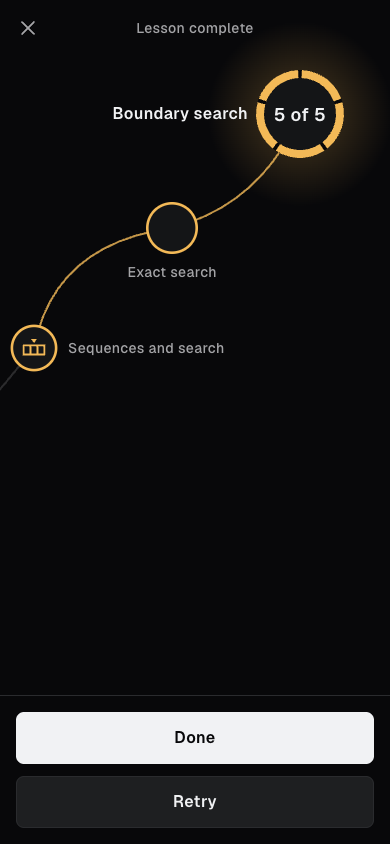 Lesson complete
Boundary search
5 of 5
Exact search
Sequences and search
Done
Retry